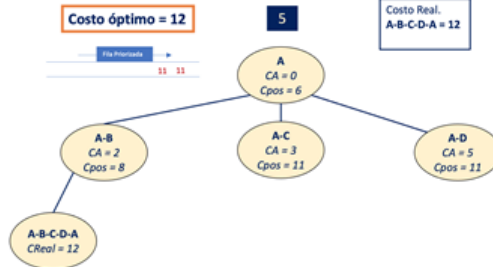 Costo óptimo = 12
5
Costo Real.
A-B-C-D-A = 12
Fila Priorizada
11 11
A
CA = 0
Cpos = 6
A-B
CA = 2
Cpos = 8
A-C
CA = 3
Cpos = 11
A-D
CA = 5
Cpos = 11
A-B-C-D-A
CReal = 12